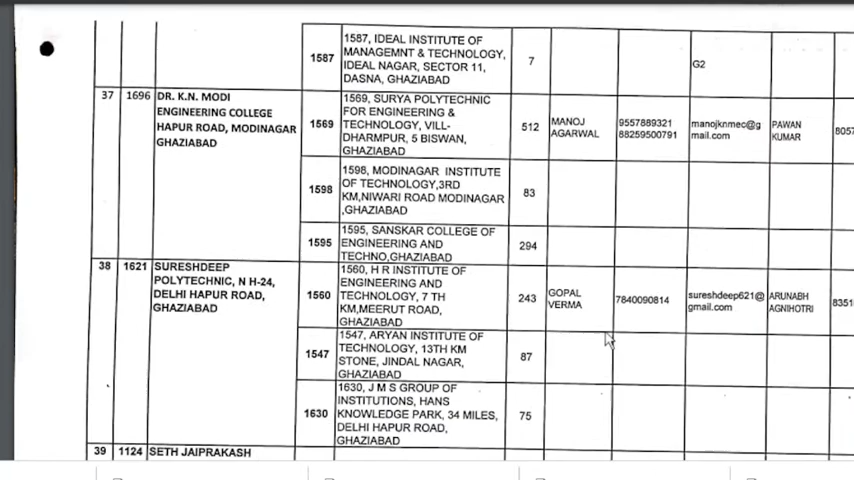 1587
1587, IDEAL INSTITUTE OF
MANAGEMNT & TECHNOLOGY,
IDEAL NAGAR, SECTOR 11,
DASNA, GHAZIABAD
7
G2
37
1696
DR. K.N. MODI
ENGINEERING COLLEGE
HAPUR ROAD, MODINAGAR
GHAZIABAD
1569
1569, SURYA POLYTECHNIC
FOR ENGINEERING &
TECHNOLOGY, VILL-
DHARMPUR, 5 BISWAN,
GHAZIABAD
512
MANOJ
AGARWAL
9557889321
88259500791
manojknmec@g
mail.com
PAWAN
KUMAR
8057
1598
1598, MODINAGAR INSTITUTE
OF TECHNOLOGY,3RD
KM,NIWARI ROAD MODINAGAR
,GHAZIABAD
83
1595
1595, SANSKAR COLLEGE OF
ENGINEERING AND
TECHNO,GHAZIABAD
294
38
1621
SURESHDEEP
POLYTECHNIC, N H-24,
DELHI HAPUR ROAD,
GHAZIABAD
1560
1560, H R INSTITUTE OF
ENGINEERING AND
TECHNOLOGY, 7 TH
KM,MEERUT ROAD,
GHAZIABAD
243
GOPAL
VERMA
7840090814
sureshdeep621@
gmail.com
ARUNABH
AGNIHOTRI
8351
1547
1547, ARYAN INSTITUTE OF
TECHNOLOGY, 13TH KM
STONE, JINDAL NAGAR,
GHAZIABAD
87
1630
1630, J M S GROUP OF
INSTITUTIONS, HANS
KNOWLEDGE PARK, 34 MILES,
DELHI HAPUR ROAD,
GHAZIABAD
75
39
1124
SETH JAIPRAKASH